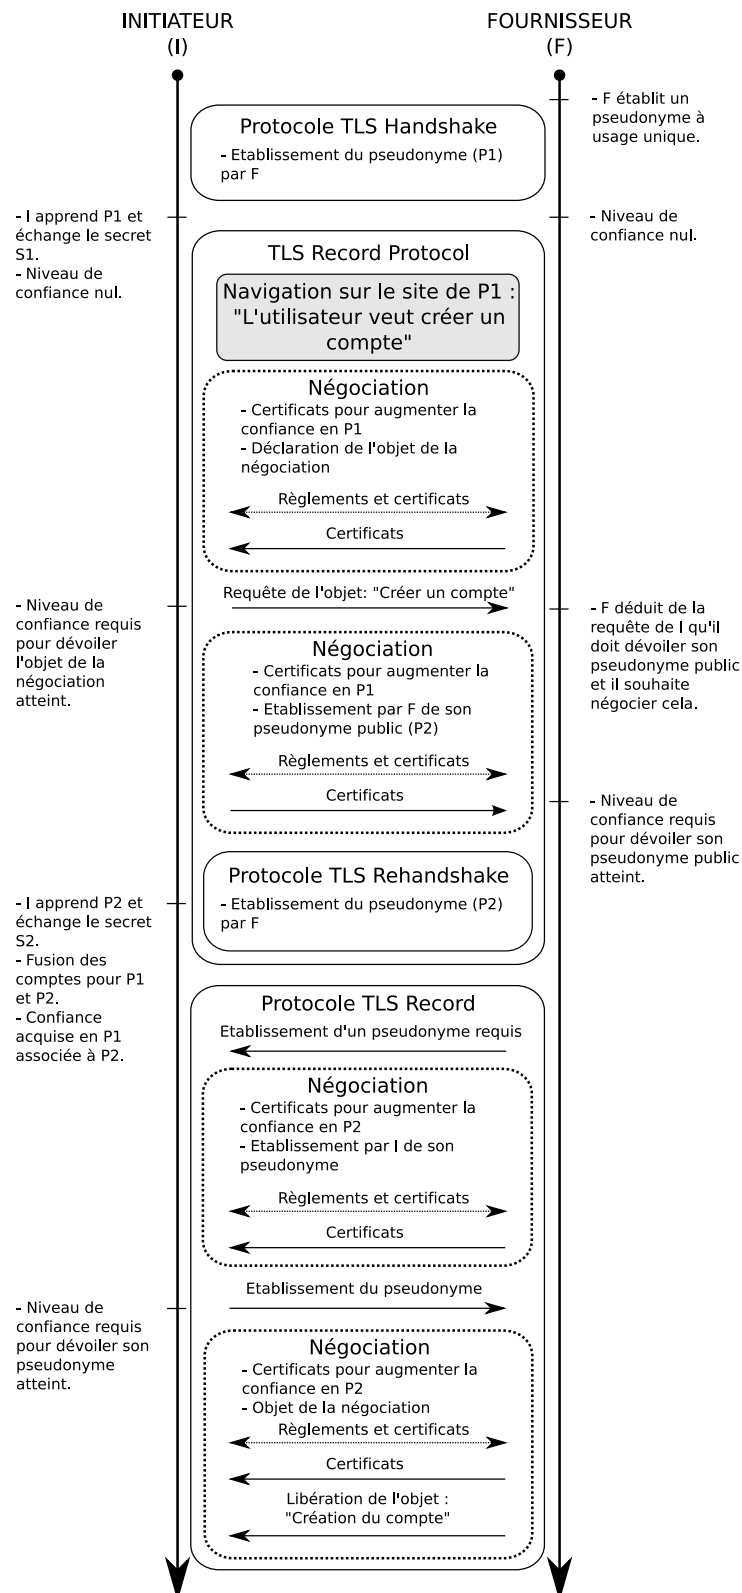 INITIATEUR
(I)
FOURNISSEUR
(F)
- F établit un
pseudonyme à
usage unique.
Protocole TLS Handshake
- Etablissement du pseudonyme (P1)
par F
- I apprend P1 et
échange le secret
S1.
- Niveau de
confiance nul.
- Niveau de
confiance nul.
TLS Record Protocol
Navigation sur le site de P1 :
"L'utilisateur veut créer un
compte"
Négociation
- Certificats pour augmenter la
confiance en P1
- Déclaration de l'objet de la
négociation
Règlements et certificats
Certificats
Requête de l'objet: "Créer un compte"
- Niveau de
confiance requis
pour dévoiler
l'objet de la
négociation
atteint.
- F déduit de la
requête de I qu'il
doit dévoiler son
pseudonyme public
et il souhaite
négocier cela.
Négociation
- Certificats pour augmenter la
confiance en P1
- Etablissement par F de son
pseudonyme public (P2)
Règlements et certificats
Certificats
- Niveau de
confiance requis
pour dévoiler son
pseudonyme public
atteint.
Protocole TLS Rehandshake
- Etablissement du pseudonyme (P2)
par F
- I apprend P2 et
échange le secret
S2.
- Fusion des
comptes pour P1
et P2.
- Confiance
acquise en P1
associée à P2.
Protocole TLS Record
Etablissement d'un pseudonyme requis
Négociation
- Certificats pour augmenter la
confiance en P2
- Etablissement par I de son
pseudonyme
Règlements et certificats
Certificats
Etablissement du pseudonyme
- Niveau de
confiance requis
pour dévoiler son
pseudonyme
atteint.
Négociation
- Certificats pour augmenter la
confiance en P2
- Objet de la négociation
Règlements et certificats
Certificats
Libération de l'objet :
"Création du compte"